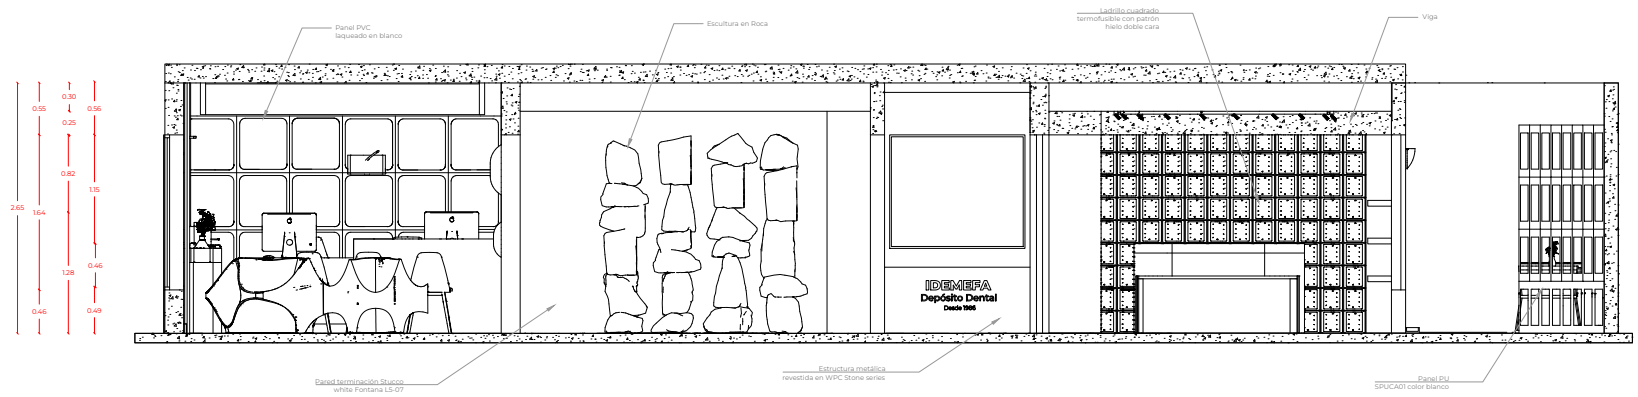 Panel PVC
laqueado en blanco
Escultura en Roca
Ladrillo cuadrado
termofusible con patrón
hielo doble cara
Viga
0.30
0.55
0.56
0.25
0.82
1.15
2.65
1.64
0.46
1.28
0.46
0.49
IDEMEFA
Depósito Dental
Desde 1986
Pared terminación Stucco
white Fontana LS-07
Estructura metálica
revestida en WPC Stone series
Panel PU
SPUCA01 color blanco